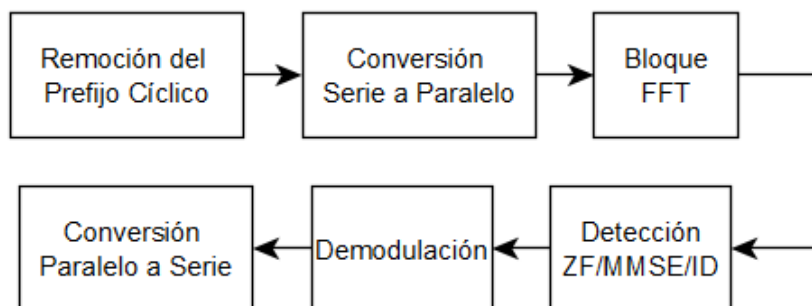 Remoción del
Prefijo Cíclico
Conversión
Serie a Paralelo
Bloque
FFT
Detección
ZF/MMSE/ID
Demodulación
Conversión
Paralelo a Serie